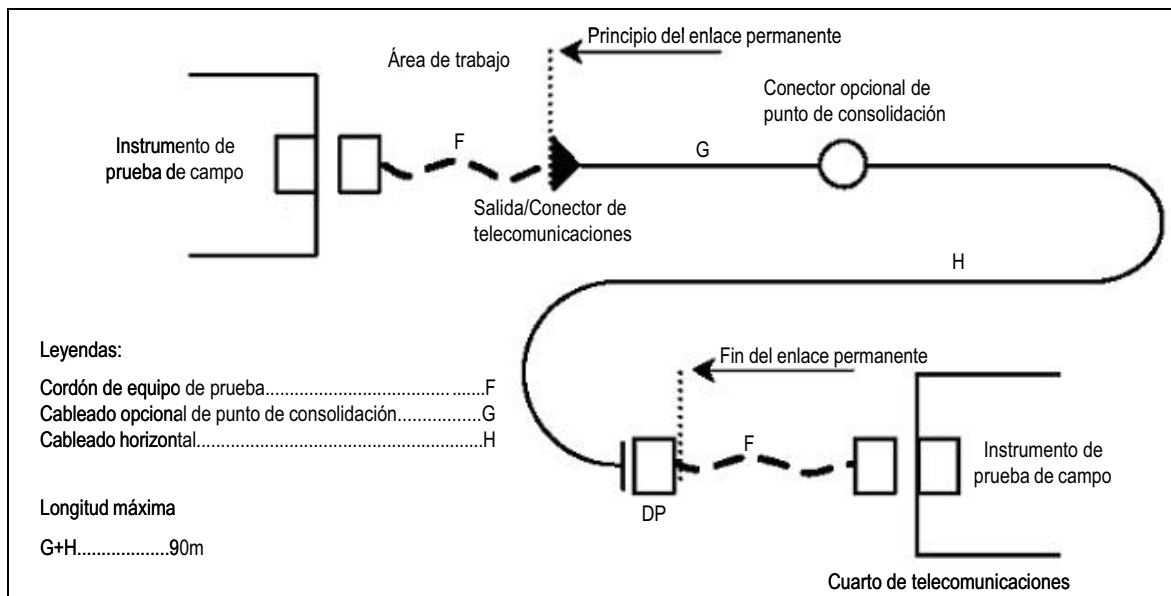 Principio del enlace permanente
Área de trabajo
Conector opcional de
punto de consolidación
Instrumento de
prueba de campo
F
G
Salida/Conector de
telecomunicaciones
H
Leyendas:
Cordón de equipo de prueba.............................................F
Cableado opcional de punto de consolidación.................G
Cableado horizontal.........................................................H
Fin del enlace permanente
F
Instrumento de
prueba de campo
DP
Longitud máxima
G+H...................90m
Cuarto de telecomunicaciones